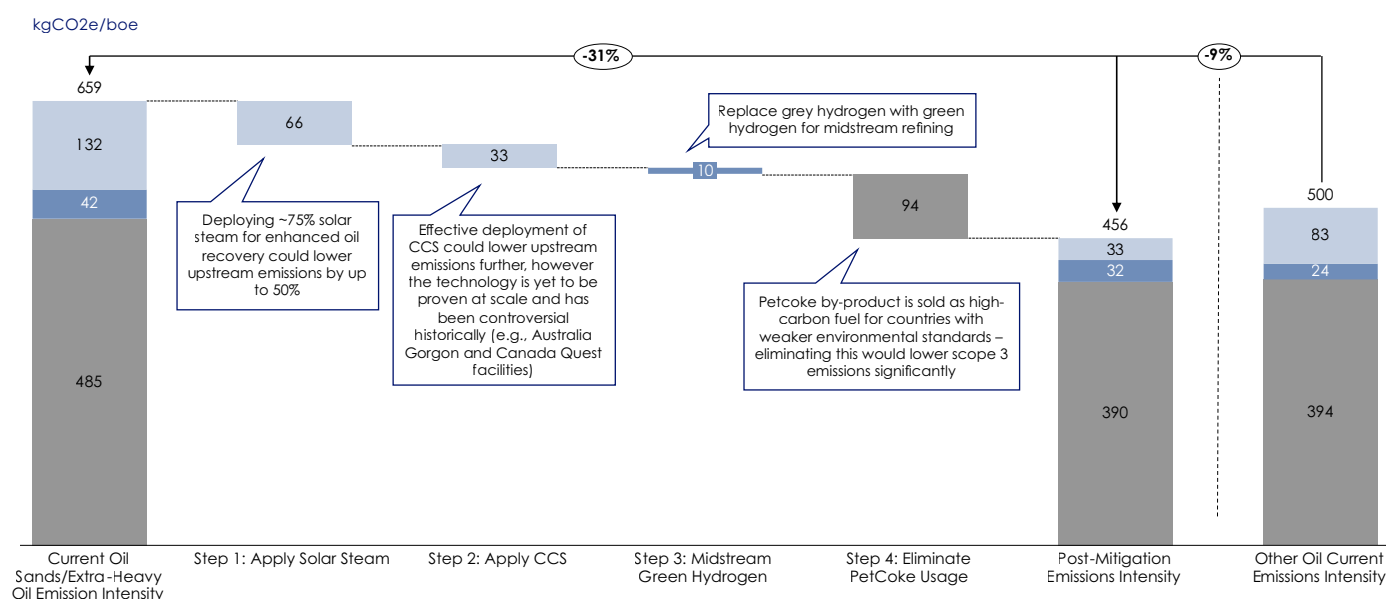 kgCO2e/boe
-31%
-9%
659
132
42
485
66
Deploying ~75% solar
steam for enhanced oil
recovery could lower
upstream emissions by up
to 50%
33
Effective deployment of
CCS could lower upstream
emissions further, however
the technology is yet to be
proven at scale and has
been controversial
historically (e.g., Australia
Gorgon and Canada Quest
facilities)
Replace grey hydrogen with green
hydrogen for midstream refining
10
94
Petcoke by-product is sold as high-
carbon fuel for countries with
weaker environmental standards –
eliminating this would lower scope 3
emissions significantly
456
33
32
390
500
83
24
394
Current Oil
Sands/Extra-Heavy
Oil Emission Intensity
Step 1: Apply Solar Steam
Step 2: Apply CCS
Step 3: Midstream
Green Hydrogen
Step 4: Eliminate
PetCoke Usage
Post-Mitigation
Emissions Intensity
Other Oil Current
Emissions Intensity